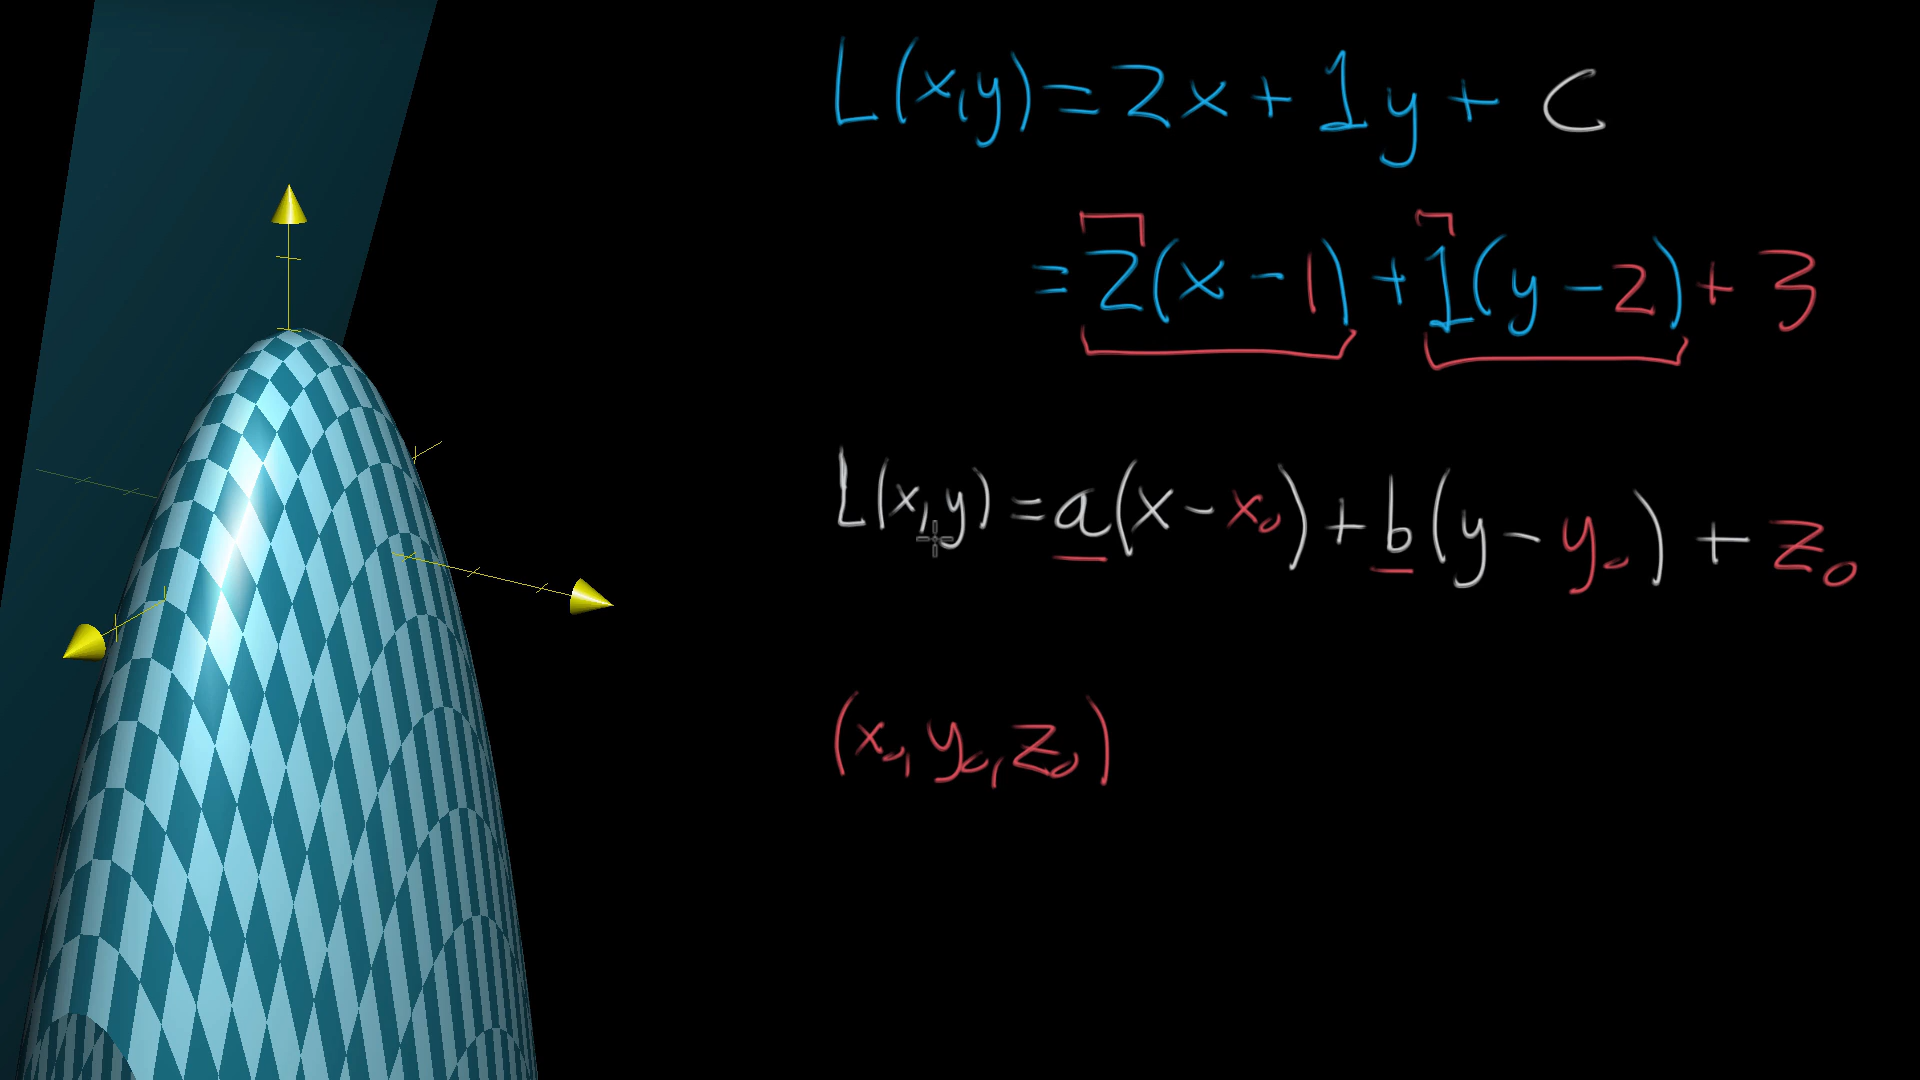 L(x,y) = 2x + 1y + C
= 2(x - 1) + 1(y - 2) + 3
L(x,y) = a(x - x₀) + b(y - y₀) + z₀
(x₀, y₀, z₀)